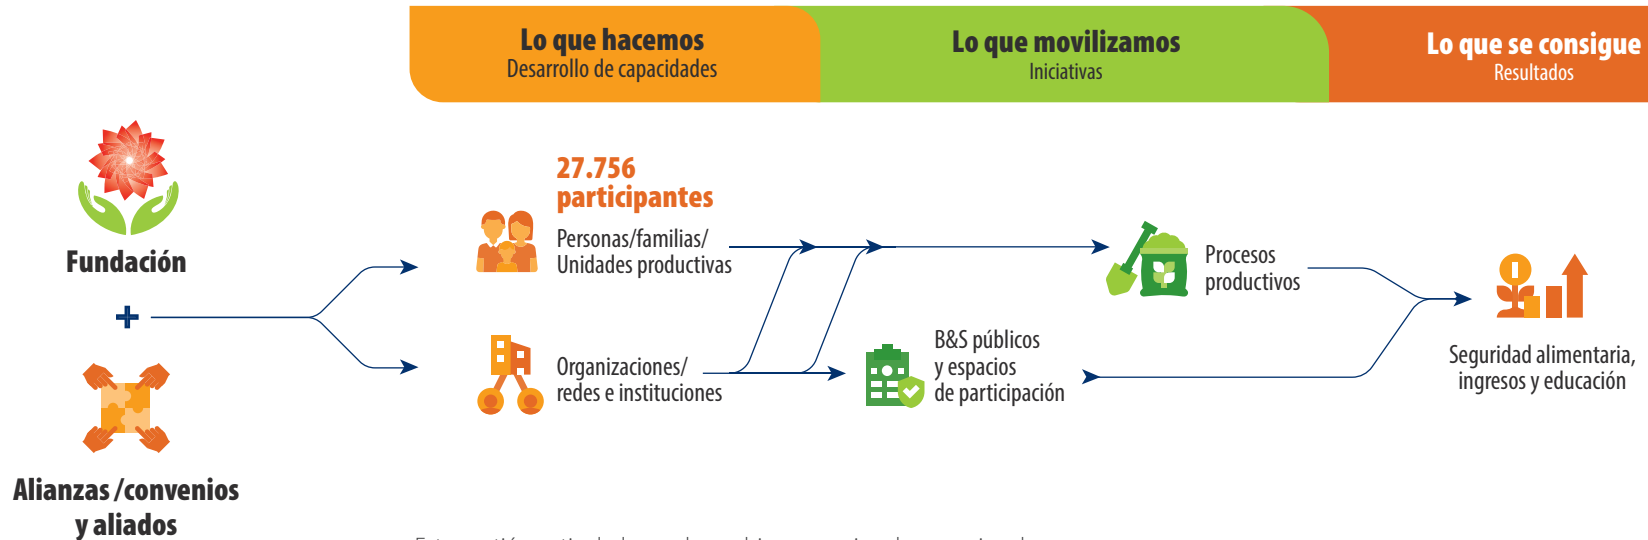 Lo que hacemos
Desarrollo de capacidades
Lo que movilizamos
Iniciativas
Lo que se consigue
Resultados
Fundación
+
Alianzas/convenios
y aliados
27.756
participantes
Personas/familias/
Unidades productivas
Organizaciones/
redes e instituciones
Procesos
productivos
B&S públicos
y espacios
de participación
Seguridad alimentaria,
ingresos y educación